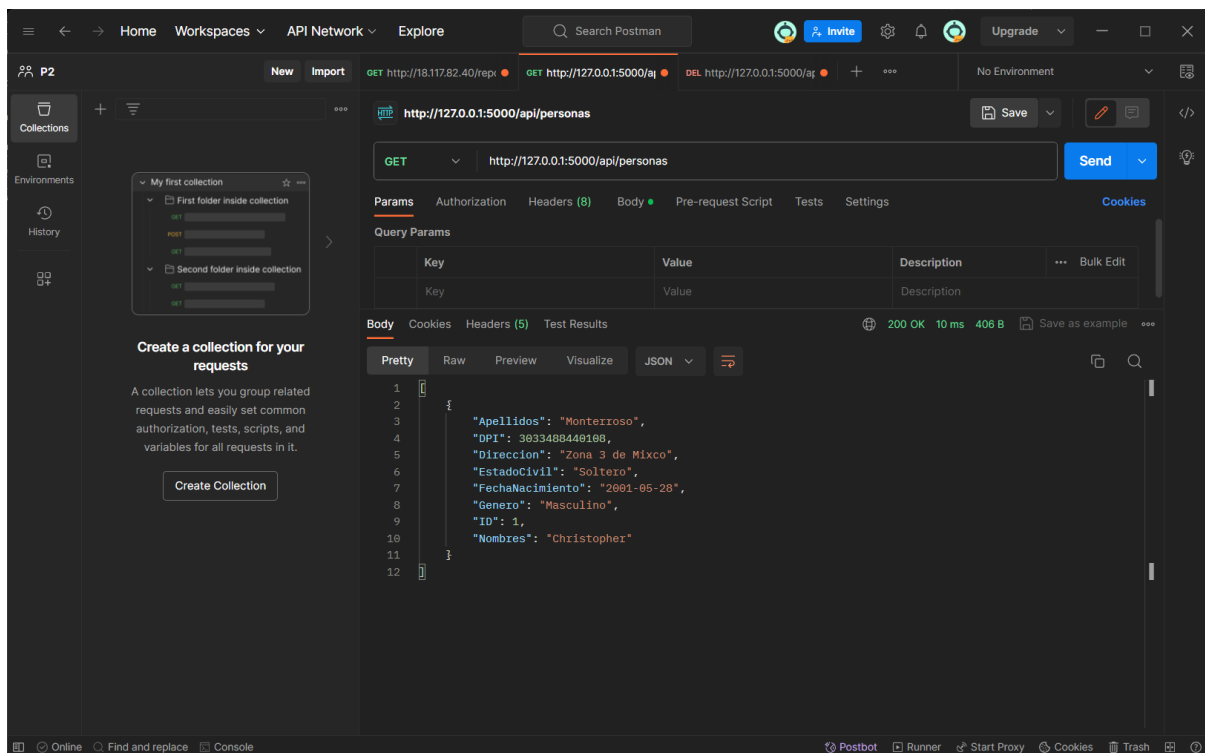 Home Workspaces API Network Explore Search Postman Invite Upgrade
P2 New Import GET http://18.117.82.40/repo GET http://127.0.0.1:5000/a DEL http://127.0.0.1:5000/a No Environment
Collections
Environments
History
My first collection
First folder inside collection
GET
POST
GET
Second folder inside collection
GET
GET
Create a collection for your
requests
A collection lets you group related
requests and easily set common
authorization, tests, scripts, and
variables for all requests in it.
Create Collection
HTTP http://127.0.0.1:5000/api/personas Save
GET http://127.0.0.1:5000/api/personas Send
Params Authorization Headers (8) Body Pre-request Script Tests Settings Cookies
Query Params
Key Value Description Bulk Edit
Key Value Description
Body Cookies Headers (5) Test Results 200 OK 10 ms 406 B Save as example
Pretty Raw Preview Visualize JSON
1 [
2 {
3 "Apellidos": "Monterroso",
4 "DPI": 3033488440108,
5 "Direccion": "Zona 3 de Mixco",
6 "EstadoCivil": "Soltero",
7 "FechaNacimiento": "2001-05-28",
8 "Genero": "Masculino",
9 "ID": 1,
10 "Nombres": "Christopher"
11 }
12 ]
Online Find and replace Console Postbot Runner Start Proxy Cookies Trash